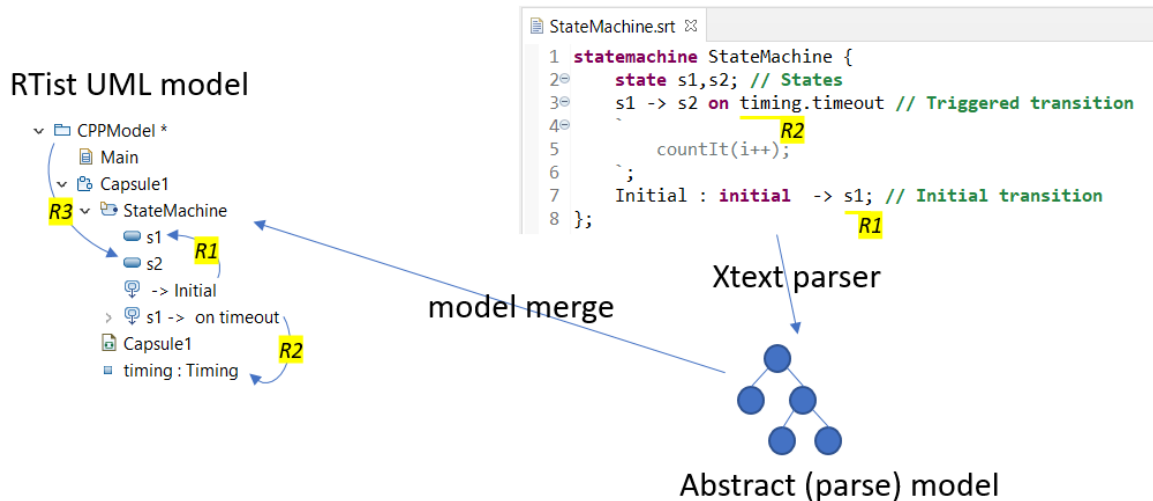 StateMachine.srt
1 statemachine StateMachine {
2 state s1,s2; // States
3 s1 -> s2 on timing.timeout // Triggered transition
R2
4 `
5 countIt(i++);
6 `;
7 Initial : initial -> s1; // Initial transition
R1
8 };
RTist UML model
CPPModel *
Main
Capsule1
R3
StateMachine
s1
R1
s2
-> Initial
s1 -> on timeout
R2
Capsule1
timing : Timing
model merge
Xtext parser
Abstract (parse) model